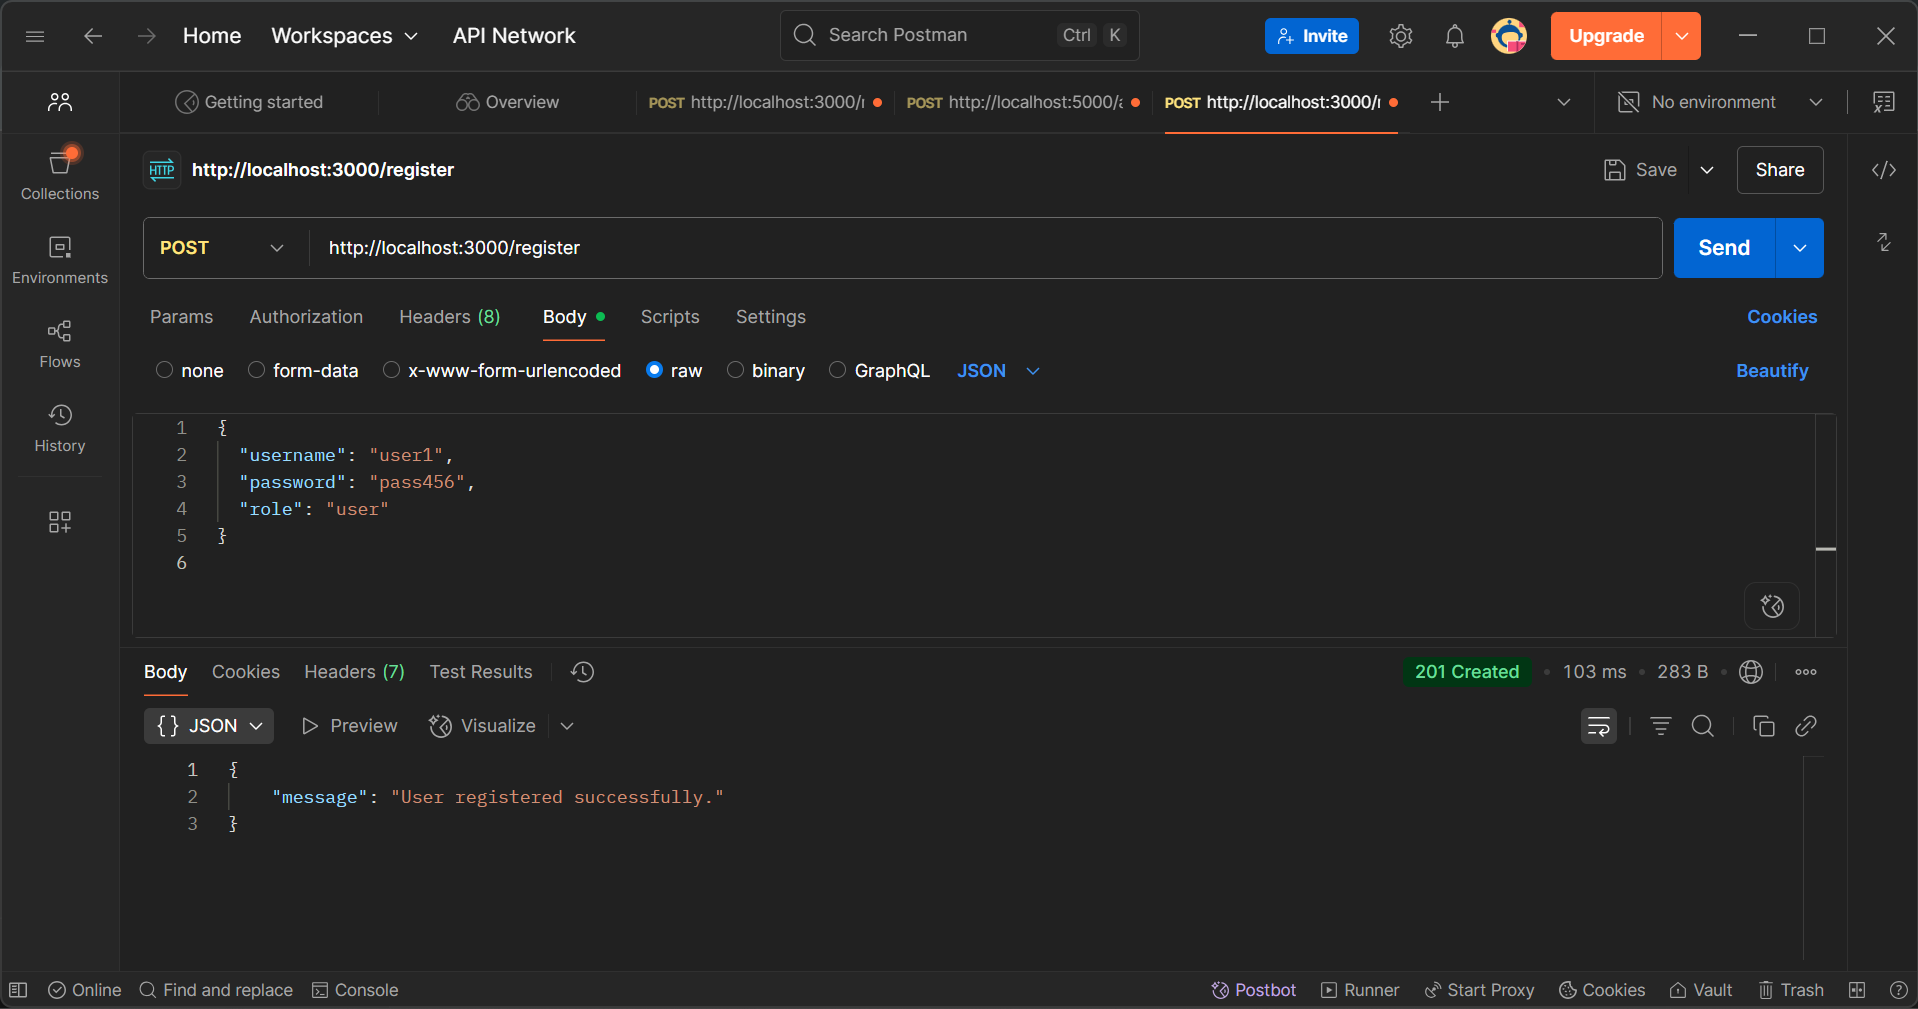 Home Workspaces API Network Search Postman Ctrl K Invite Upgrade
Getting started Overview POST http://localhost:3000/r POST http://localhost:5000/a POST http://localhost:3000/r No environment
HTTP http://localhost:3000/register Save Share
Collections
Environments
Flows
History
POST http://localhost:3000/register Send
Params Authorization Headers (8) Body Scripts Settings Cookies
none form-data x-www-form-urlencoded raw binary GraphQL JSON Beautify
1 {
2 "username": "user1",
3 "password": "pass456",
4 "role": "user"
5 }
6
Body Cookies Headers (7) Test Results 201 Created 103 ms 283 B
{} JSON Preview Visualize
1 {
2 "message": "User registered successfully."
3 }
Online Find and replace Console Postbot Runner Start Proxy Cookies Vault Trash